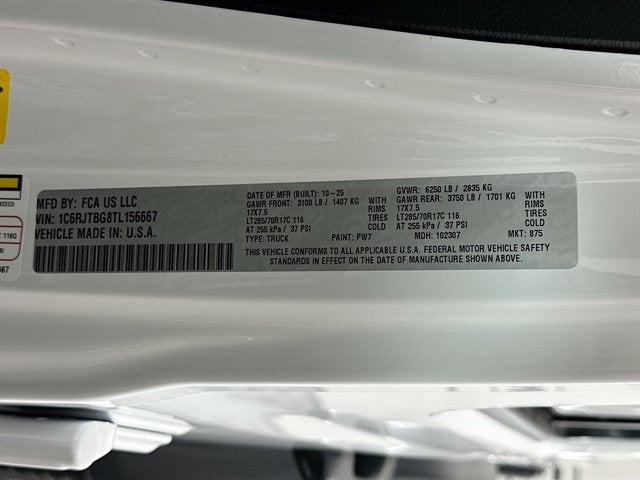 MFD BY: FCA US LLC
VIN: 1C6RJTBG8TL156667
VEHICLE MADE IN: U.S.A.
DATE OF MFR (BUILT): 10-25
GAWR FRONT: 3100 LB / 1407 KG WITH
17X7.5 RIMS
LT285/70R17C 116 TIRES
AT 255 kPa / 37 PSI COLD
TYPE: TRUCK PAINT: PW7
GVWR: 6250 LB / 2835 KG
GAWR REAR: 3750 LB / 1701 KG WITH
17X7.5 RIMS
LT285/70R17C 116 TIRES
AT 255 kPa / 37 PSI COLD
MDH: 102307 MKT: 875
THIS VEHICLE CONFORMS TO ALL APPLICABLE U.S.A. FEDERAL MOTOR VEHICLE SAFETY
STANDARDS IN EFFECT ON THE DATE OF MANUFACTURE SHOWN ABOVE.
EXCEED
C 116Q
SI
667